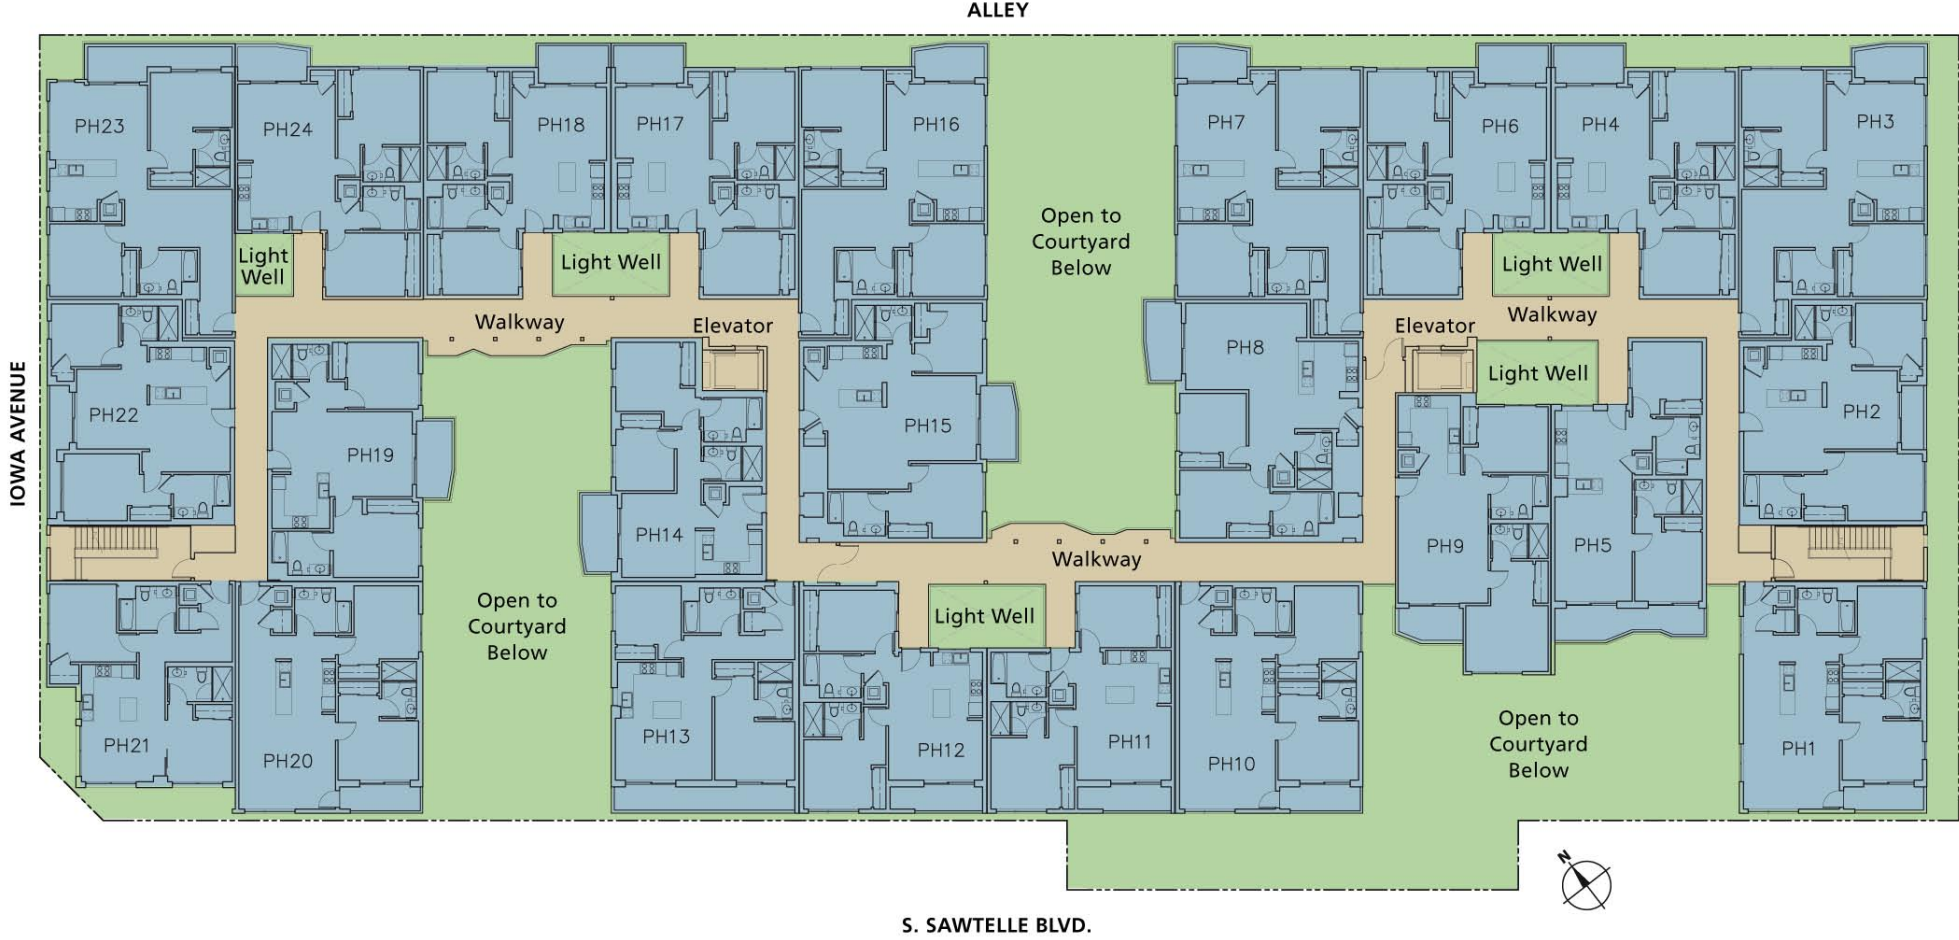 ALLEY
PH23
PH24
PH18
PH17
PH16
PH7
PH6
PH4
PH3
Open to
Courtyard
Below
Light
Well
Light Well
Light Well
Walkway
Elevator
Elevator
Walkway
PH8
Light Well
IOWA AVENUE
PH22
PH19
PH15
PH2
PH14
Walkway
PH9
PH5
Open to
Courtyard
Below
Light Well
PH21
PH20
PH13
PH12
PH11
PH10
Open to
Courtyard
Below
PH1
N
S. SAWTELLE BLVD.